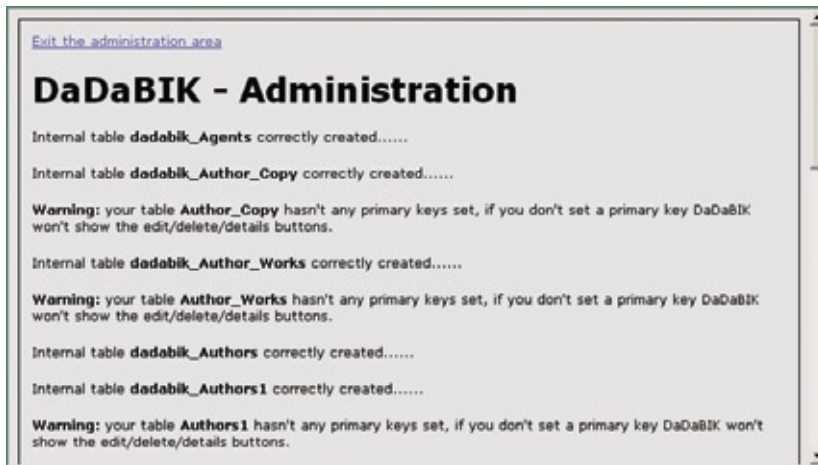 Exit the administration area
DaDaBIK - Administration
Internal table dadabik_Agents correctly created......
Internal table dadabik_Author_Copy correctly created......
Warning: your table Author_Copy hasn't any primary keys set, if you don't set a primary key DaDaBIK
won't show the edit/delete/details buttons.
Internal table dadabik_Author_Works correctly created......
Warning: your table Author_Works hasn't any primary keys set, if you don't set a primary key DaDaBIK
won't show the edit/delete/details buttons.
Internal table dadabik_Authors correctly created......
Internal table dadabik_Authors1 correctly created......
Warning: your table Authors1 hasn't any primary keys set, if you don't set a primary key DaDaBIK won't
show the edit/delete/details buttons.